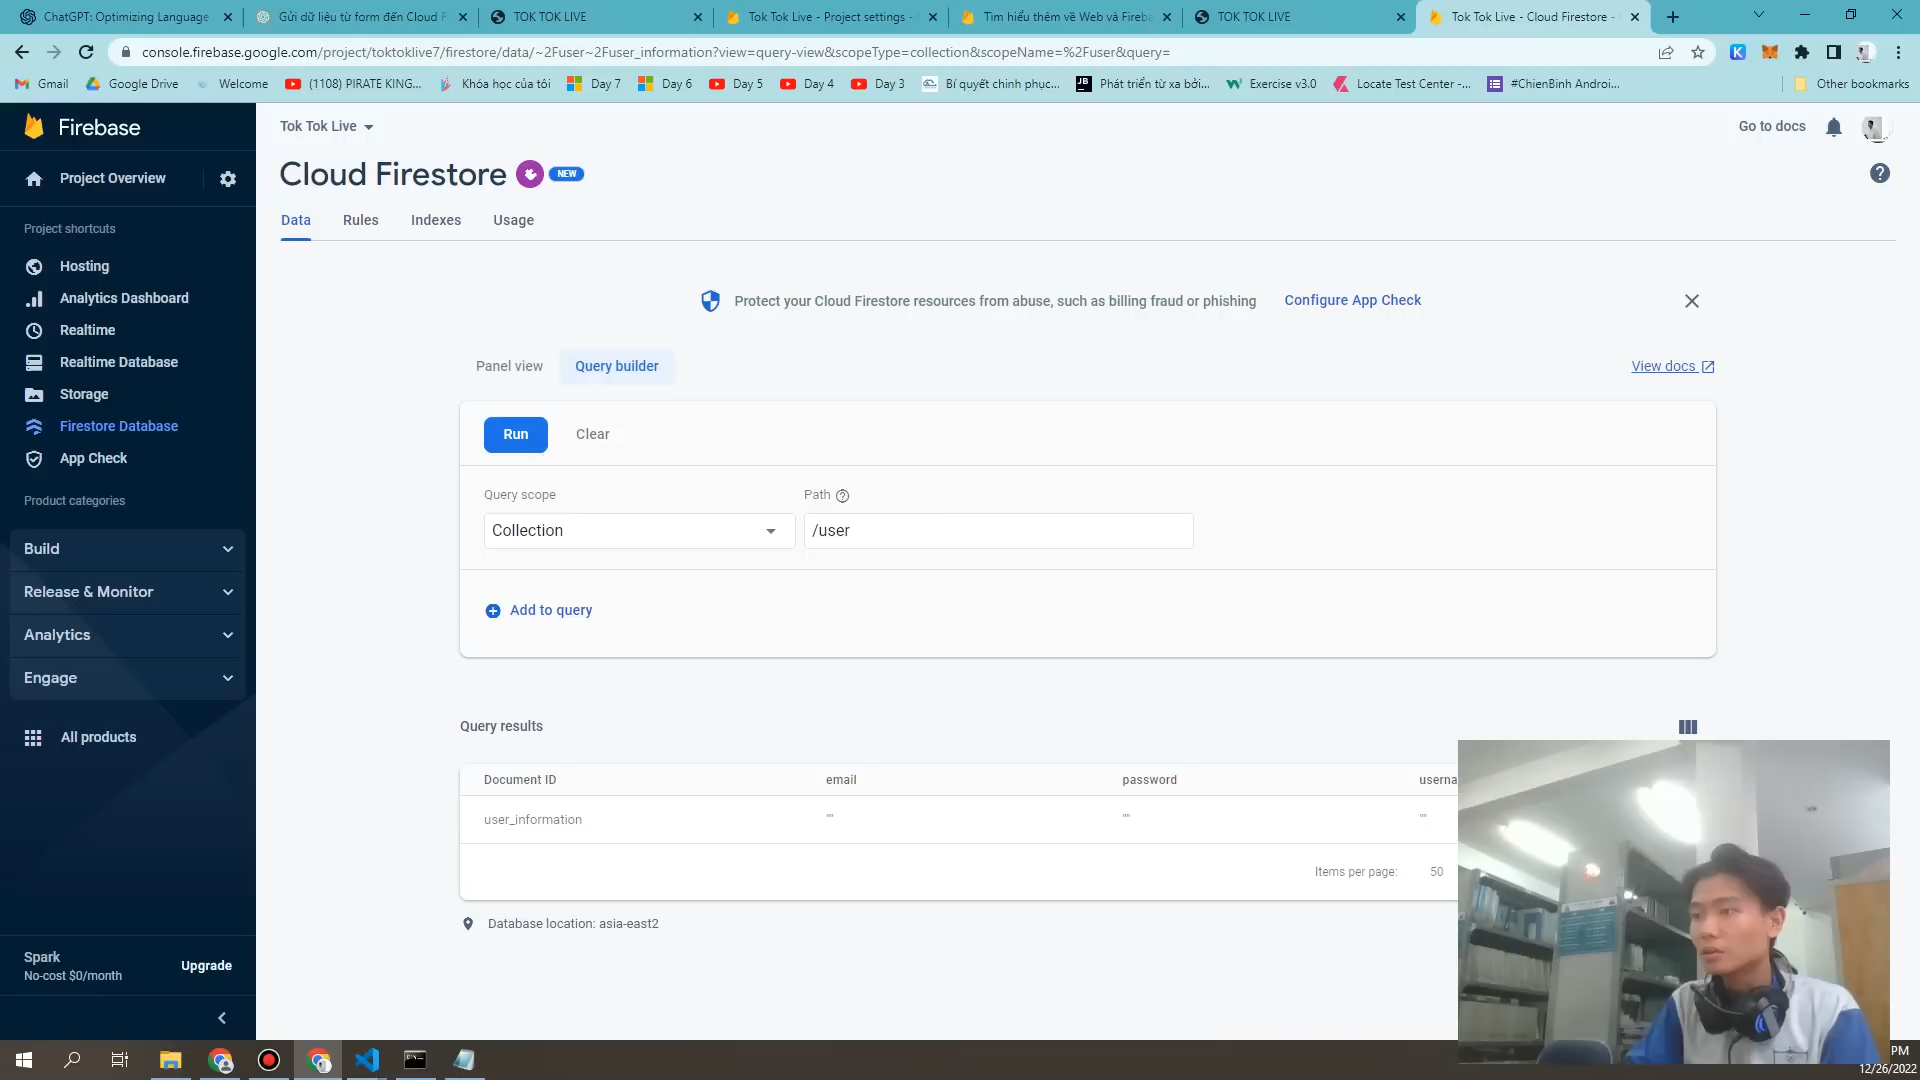 ChatGPT: Optimizing Language
Gửi dữ liệu từ form đến Cloud F
TOK TOK LIVE
Tok Tok Live - Project settings -
Tìm hiểu thêm về Web và Fireba
TOK TOK LIVE
Tok Tok Live - Cloud Firestore -
console.firebase.google.com/project/toktoklive7/firestore/data/~2Fuser~2Fuser_information?view=query-view&scopeType=collection&scopeName=%2Fuser&query=
Gmail
Google Drive
Welcome
(1108) PIRATE KING...
Khóa học của tôi
Day 7
Day 6
Day 5
Day 4
Day 3
Bí quyết chinh phục...
Phát triển từ xa bởi...
Exercise v3.0
Locate Test Center -...
#ChienBinh Androi...
Other bookmarks
Firebase
Tok Tok Live
Go to docs
Project Overview
Cloud Firestore
NEW
Data
Rules
Indexes
Usage
Project shortcuts
Hosting
Analytics Dashboard
Realtime
Realtime Database
Storage
Firestore Database
App Check
Product categories
Build
Release & Monitor
Analytics
Engage
All products
Spark
No-cost $0/month
Upgrade
Protect your Cloud Firestore resources from abuse, such as billing fraud or phishing
Configure App Check
Panel view
Query builder
View docs
Run
Clear
Query scope
Path
Collection
/user
Add to query
Query results
Document ID
email
password
userna
user_information
""
""
""
Items per page:
50
Database location: asia-east2
PM
12/26/2022